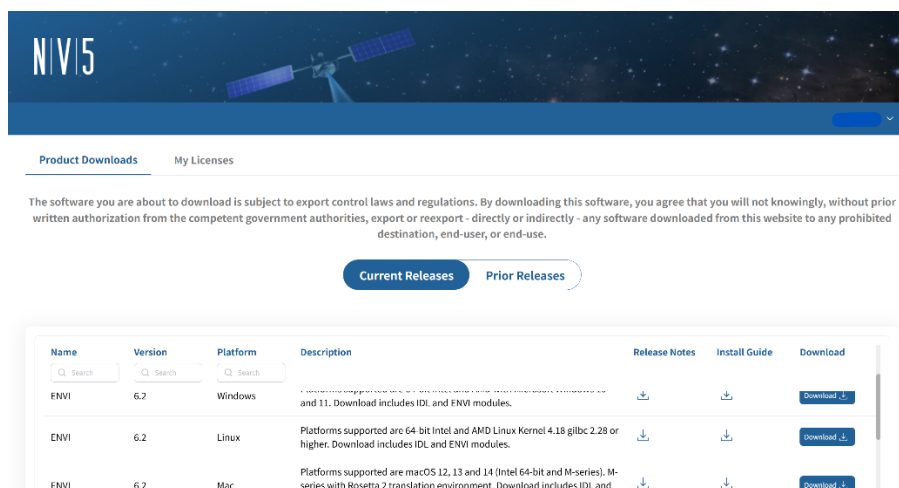 N|V|5
Product Downloads My Licenses
The software you are about to download is subject to export control laws and regulations. By downloading this software, you agree that you will not knowingly, without prior
written authorization from the competent government authorities, export or reexport - directly or indirectly - any software downloaded from this website to any prohibited
destination, end-user, or end-use.
Current Releases Prior Releases
Name Version Platform Description Release Notes Install Guide Download
Search Search Search
ENVI 6.2 Windows
and 11. Download includes IDL and ENVI modules.
Download
ENVI 6.2 Linux
Platforms supported are 64-bit Intel and AMD Linux Kernel 4.18 gilbc 2.28 or
higher. Download includes IDL and ENVI modules.
Download
ENVI 6.2 Mac
Platforms supported are macOS 12, 13 and 14 (Intel 64-bit and M-series). M-
series with Rosetta 2 translation environment. Download includes IDL and
Download